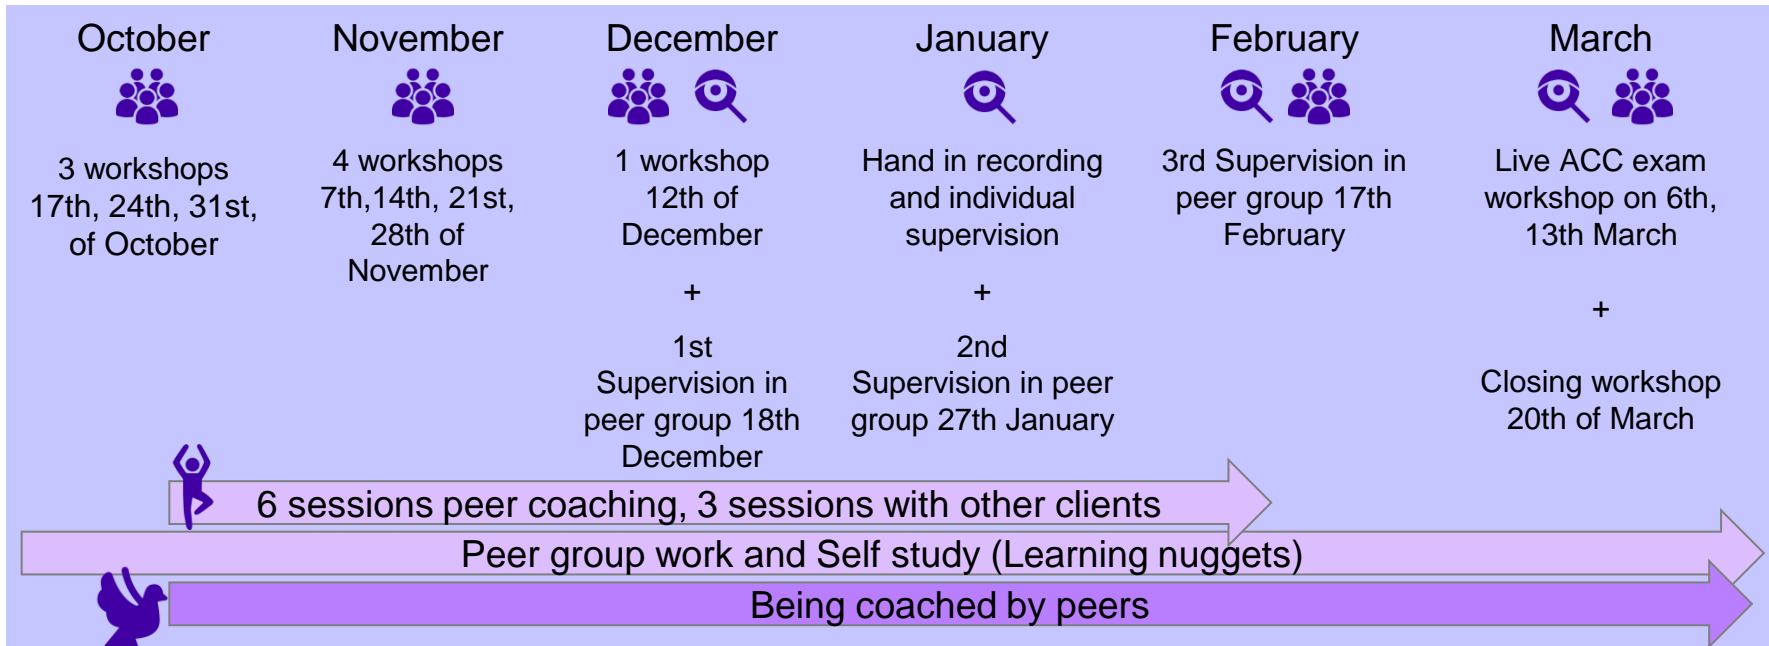 October
3 workshops
17th, 24th, 31st,
of October
November
4 workshops
7th,14th, 21st,
28th of
November
December
1 workshop
12th of
December
+
1st
Supervision in
peer group 18th
December
January
Hand in recording
and individual
supervision
+
2nd
Supervision in peer
group 27th January
February
3rd Supervision in
peer group 17th
February
March
Live ACC exam
workshop on 6th,
13th March
+
Closing workshop
20th of March
6 sessions peer coaching, 3 sessions with other clients
Peer group work and Self study (Learning nuggets)
Being coached by peers